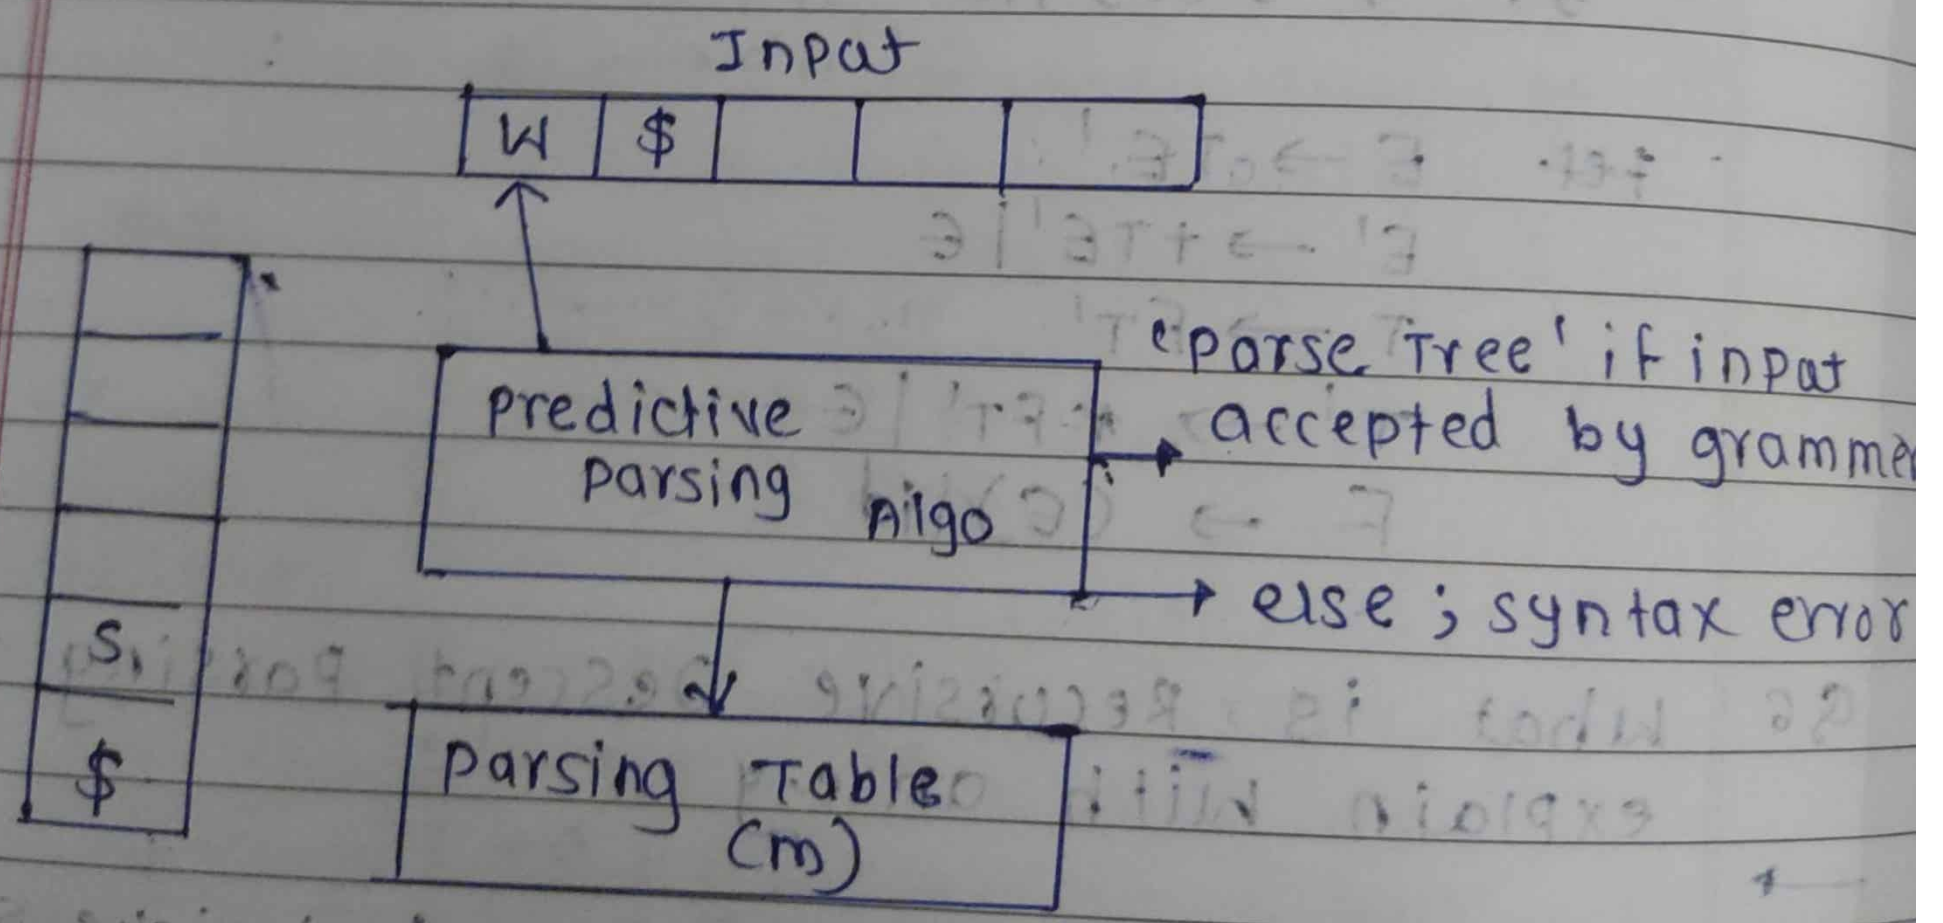 Input
W $
'parse Tree' if input
accepted by grammer
predictive
parsing Algo
else ; syntax error
S
$
parsing Table
(m)